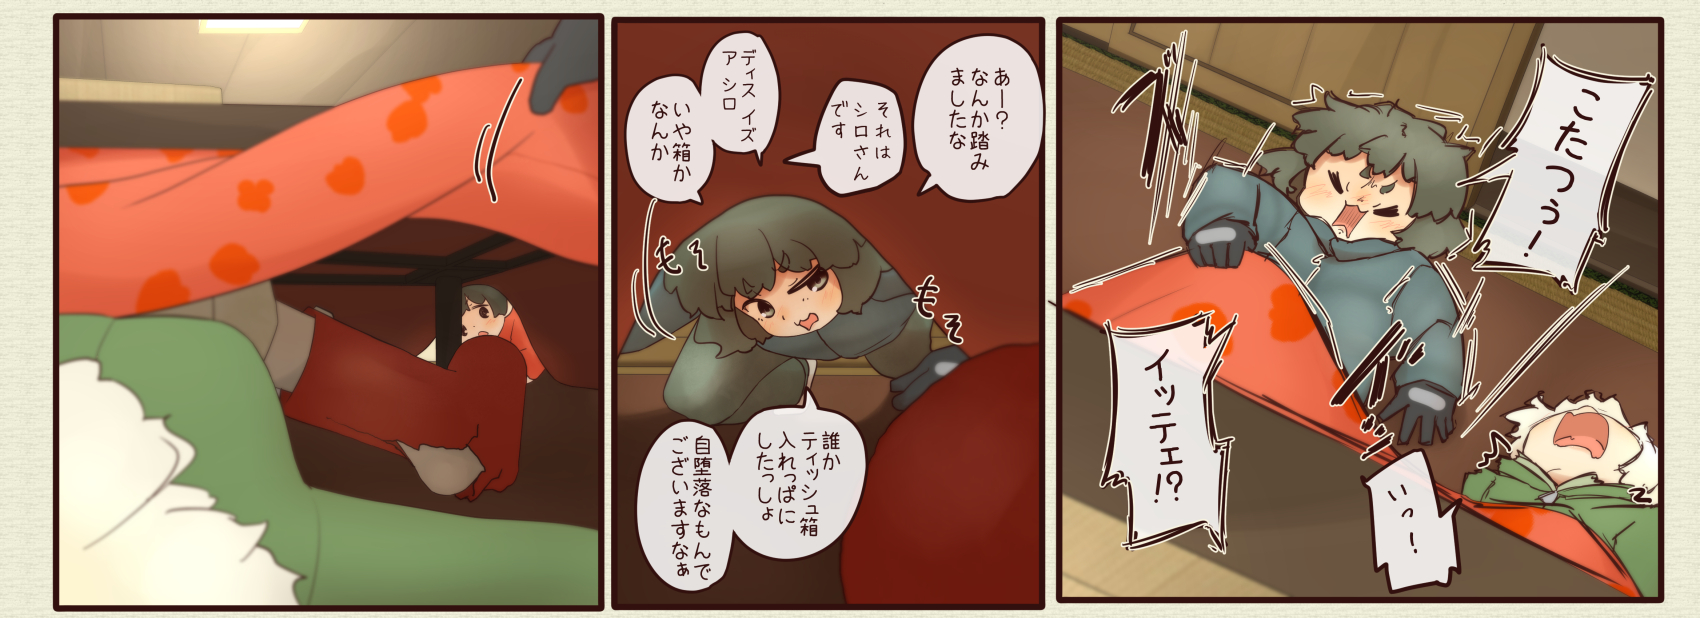 こたつぅ!
イッテェ!?
いっー!
あー?
なんか踏み
ましたな
それは
シロさん
です
ディス イズ
ア シロ
いや箱か
なんか
もそ
もそ
誰か
ティッシュ箱
入れっぱに
したっしょ
自堕落なもんで
ございますなぁ